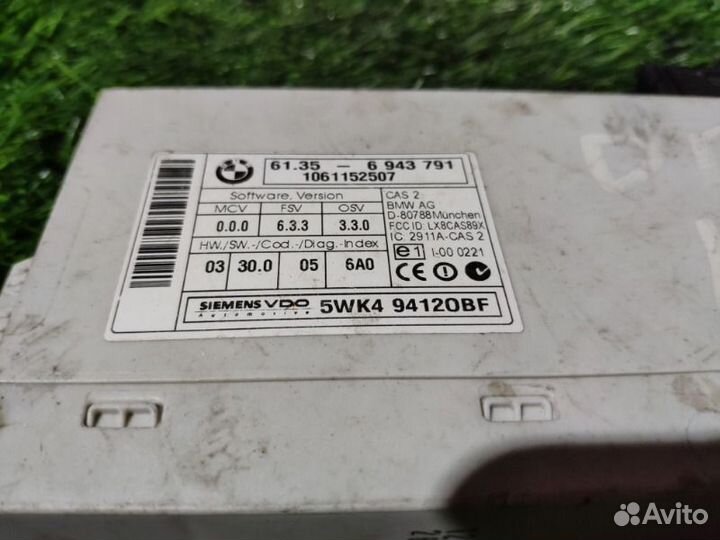 BMW
61.35 - 6 943 791
1061152507
Software, Version
MCV FSV OSV
0.0.0 6.3.3 3.3.0
HW./SW.-/Cod.-/Diag.-Index
03 30.0 05 6A0
CAS 2
BMW AG
D-80788 München
FCC ID: LX8CAS89X
IC: 2911A-CAS 2
e1 I-00 0221
CE
SIEMENS VDO
Automotive
5WK4 94120BF
Avito